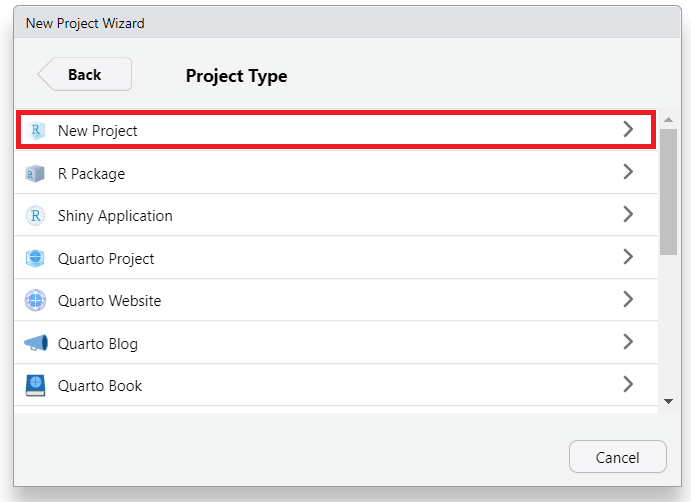 New Project Wizard
Back
Project Type
R New Project
R R Package
R Shiny Application
Quarto Project
Quarto Website
Quarto Blog
Quarto Book
Cancel